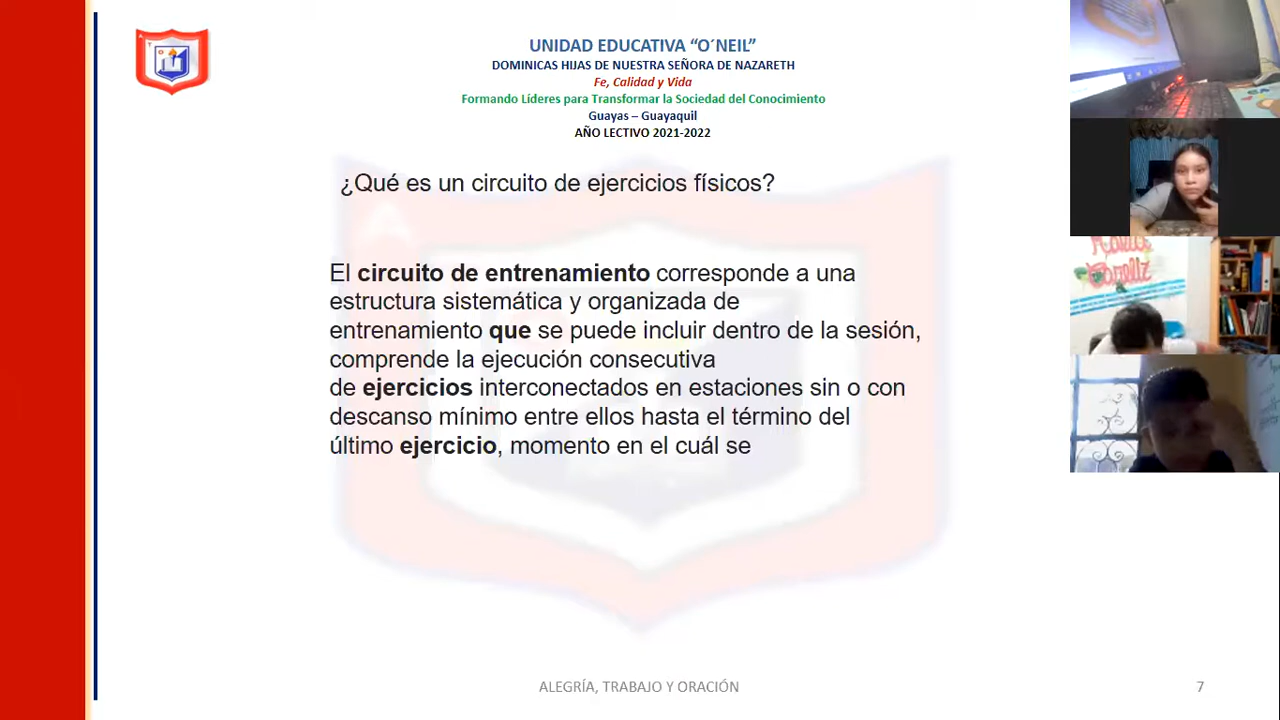 UNIDAD EDUCATIVA “O´NEIL”
DOMINICAS HIJAS DE NUESTRA SEÑORA DE NAZARETH
Fe, Calidad y Vida
Formando Líderes para Transformar la Sociedad del Conocimiento
Guayas – Guayaquil
AÑO LECTIVO 2021-2022
¿Qué es un circuito de ejercicios físicos?
El circuito de entrenamiento corresponde a una
estructura sistemática y organizada de
entrenamiento que se puede incluir dentro de la sesión,
comprende la ejecución consecutiva
de ejercicios interconectados en estaciones sin o con
descanso mínimo entre ellos hasta el término del
último ejercicio, momento en el cuál se
ALEGRÍA, TRABAJO Y ORACIÓN
7